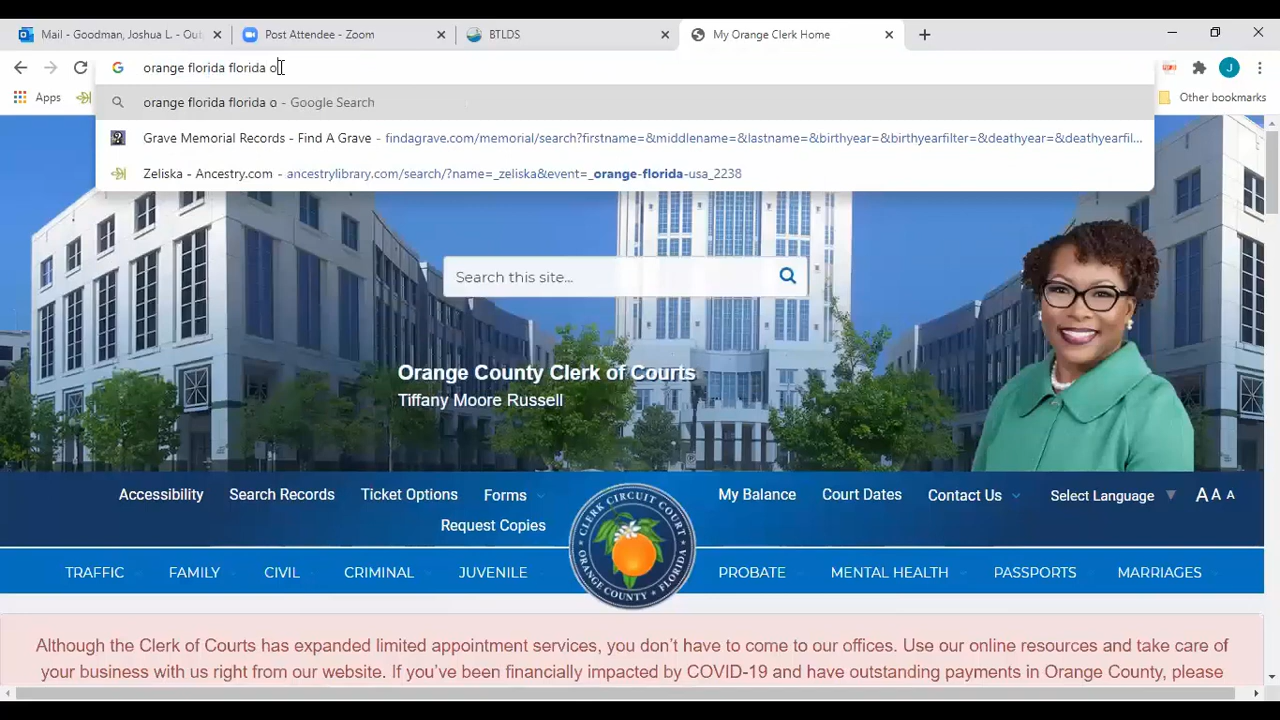 Mail - Goodman, Joshua L. - Out
Post Attendee - Zoom
BTLDS
My Orange Clerk Home
orange florida florida o
J
Apps
Other bookmarks
orange florida florida o - Google Search
Grave Memorial Records - Find A Grave - findagrave.com/memorial/search?firstname=&middlename=&lastname=&birthyear=&birthyearfilter=&deathyear=&deathyearfil...
Zeliska - Ancestry.com - ancestrylibrary.com/search/?name=_zeliska&event=_orange-florida-usa_2238
Search this site...
Orange County Clerk of Courts
Tiffany Moore Russell
Accessibility
Search Records
Ticket Options
Forms
Request Copies
My Balance
Court Dates
Contact Us
Select Language
A A A
CLERK CIRCUIT COURT
ORANGE COUNTY FLORIDA
TRAFFIC
FAMILY
CIVIL
CRIMINAL
JUVENILE
PROBATE
MENTAL HEALTH
PASSPORTS
MARRIAGES
Although the Clerk of Courts has expanded limited appointment services, you don't have to come to our offices. Use our online resources and take care of
your business with us right from our website. If you've been financially impacted by COVID-19 and have outstanding payments in Orange County, please